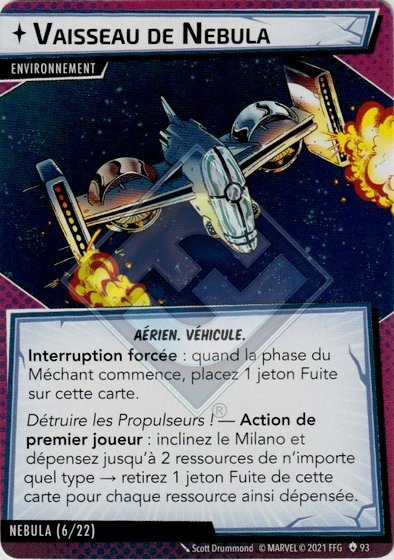 VAISSEAU DE NEBULA
ENVIRONNEMENT
AÉRIEN. VÉHICULE.
Interruption forcée : quand la phase du
Méchant commence, placez 1 jeton Fuite
sur cette carte.
Détruire les Propulseurs ! — Action de
premier joueur : inclinez le Milano et
dépensez jusqu'à 2 ressources de n'importe
quel type → retirez 1 jeton Fuite de cette
carte pour chaque ressource ainsi dépensée.
NEBULA (6/22)
Scott Drummond © MARVEL © 2021 FFG 93